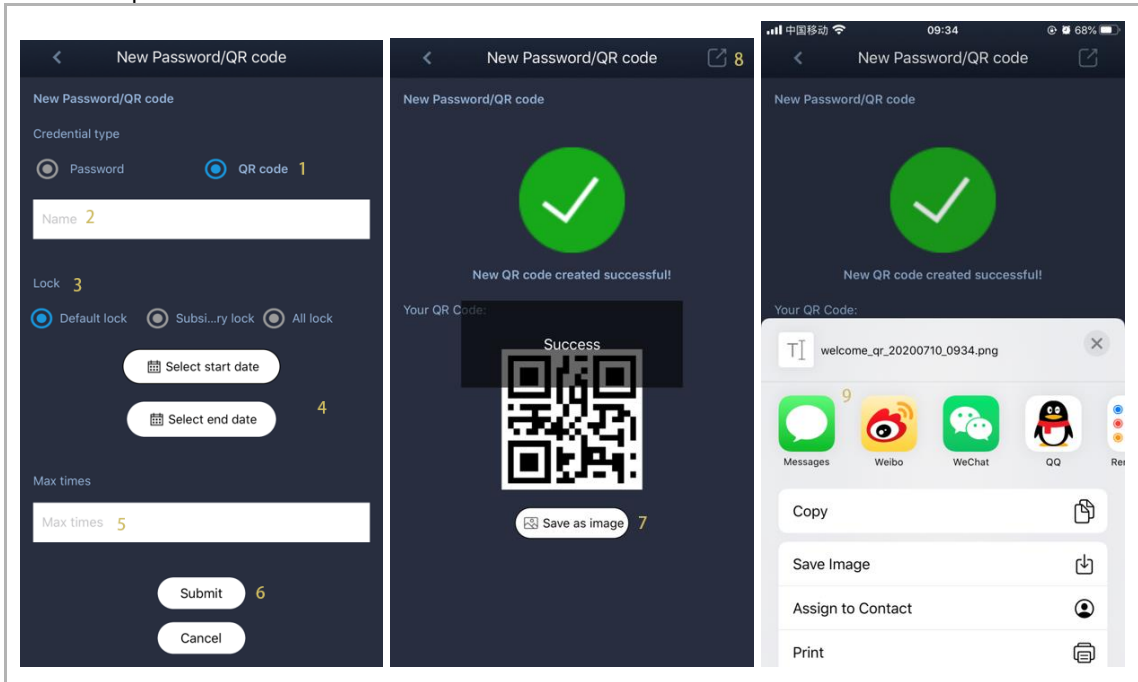 New Password/QR code
New Password/QR code
Credential type
Password
QR code 1
Name 2
Lock 3
Default lock
Subsi...ry lock
All lock
Select start date
Select end date
4
Max times
Max times 5
Submit 6
Cancel
New Password/QR code
8
New Password/QR code
New QR code created successful!
Your QR Code:
Success
Save as image 7
中国移动
09:34
68%
New Password/QR code
New Password/QR code
New QR code created successful!
Your QR Code:
welcome_qr_20200710_0934.png
9
Messages
Weibo
WeChat
QQ
Rer
Copy
Save Image
Assign to Contact
Print